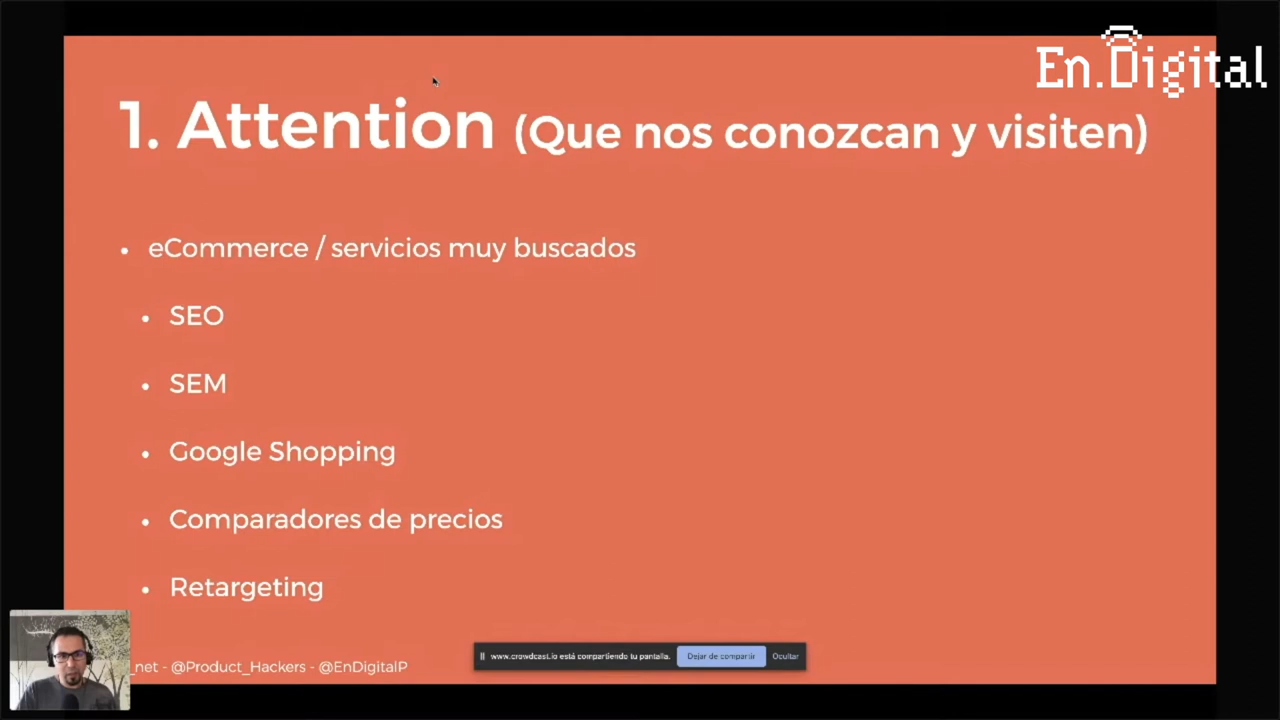 En.Digital
1. Attention (Que nos conozcan y visiten)
• eCommerce / servicios muy buscados
• SEO
• SEM
• Google Shopping
• Comparadores de precios
• Retargeting
_net - @Product_Hackers - @EnDigitalP
www.crowdcast.io está compartiendo tu pantalla. Dejar de compartir Ocultar